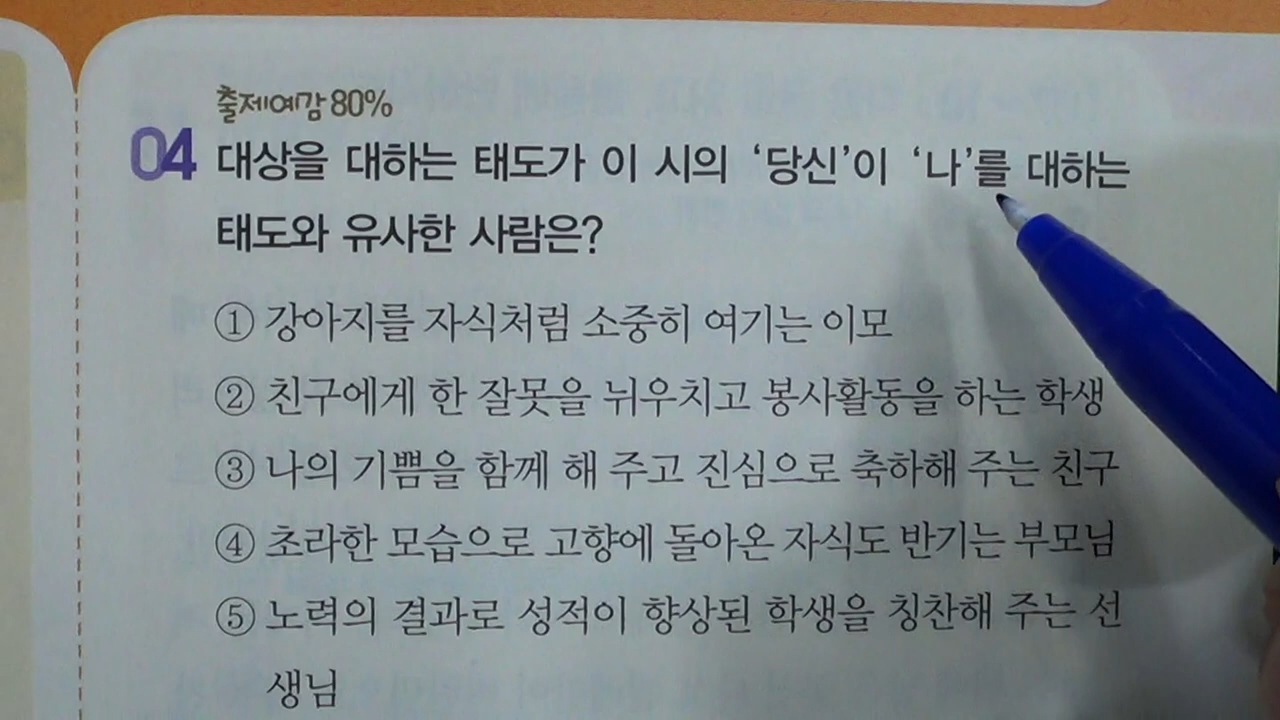 출제예감 80%
04 대상을 대하는 태도가 이 시의 ‘당신’이 ‘나’를 대하는
태도와 유사한 사람은?
① 강아지를 자식처럼 소중히 여기는 이모
② 친구에게 한 잘못을 뉘우치고 봉사활동을 하는 학생
③ 나의 기쁨을 함께 해 주고 진심으로 축하해 주는 친구
④ 초라한 모습으로 고향에 돌아온 자식도 반기는 부모님
⑤ 노력의 결과로 성적이 향상된 학생을 칭찬해 주는 선
생님